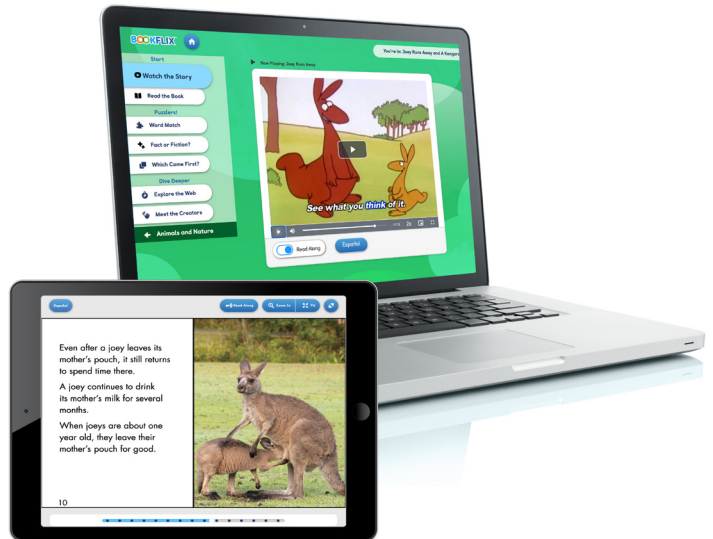 BOOKFLIX
You're in: Joey Runs Away and A Kangaro
Start
Watch the Story
Read the Book
Puzzlers!
Word Match
Fact or Fiction?
Which Came First?
Dive Deeper
Explore the Web
Meet the Creators
Animals and Nature
Now Playing: Joey Runs Away
See what you think of it.
2x
Read Along
Español
Español
Read Along
Zoom In
Fit
Even after a joey leaves its
mother's pouch, it still returns
to spend time there.
A joey continues to drink
its mother's milk for several
months.
When joeys are about one
year old, they leave their
mother's pouch for good.
10